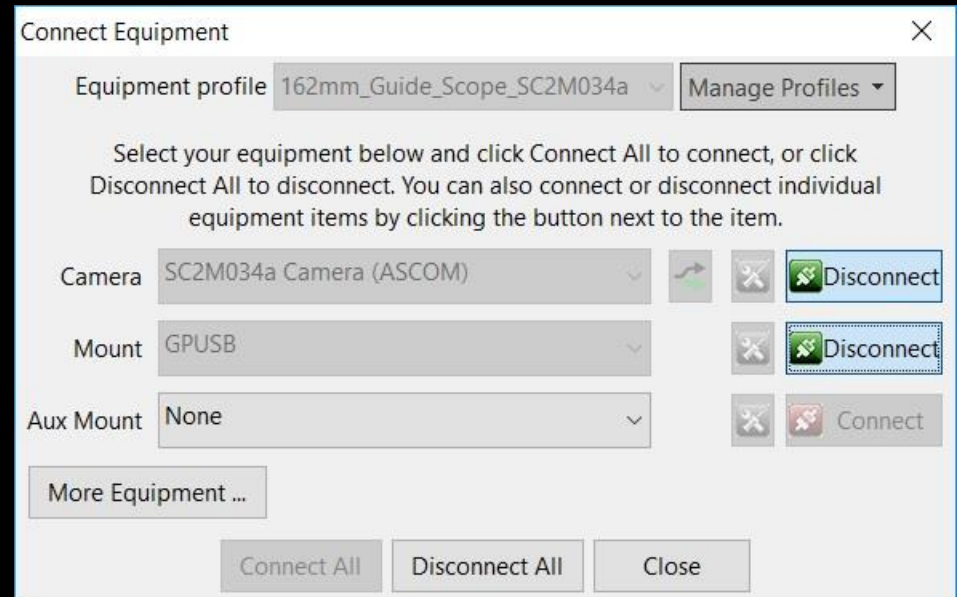 Connect Equipment
Equipment profile 162mm_Guide_Scope_SC2M034a Manage Profiles
Select your equipment below and click Connect All to connect, or click
Disconnect All to disconnect. You can also connect or disconnect individual
equipment items by clicking the button next to the item.
Camera SC2M034a Camera (ASCOM) Disconnect
Mount GPUSB Disconnect
Aux Mount None Connect
More Equipment ...
Connect All Disconnect All Close